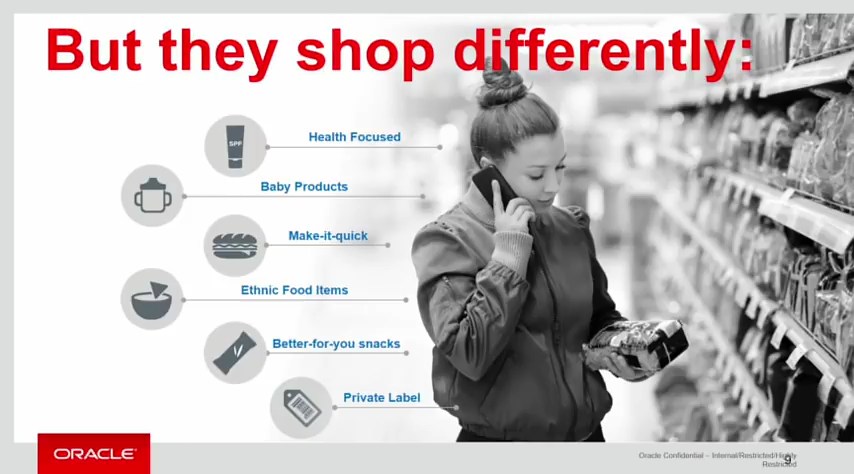 But they shop differently:
SPF
Health Focused
Baby Products
Make-it-quick
Ethnic Food Items
Better-for-you snacks
Private Label
ORACLE
Oracle Confidential – Internal/Restricted/Highly
Restricted
9